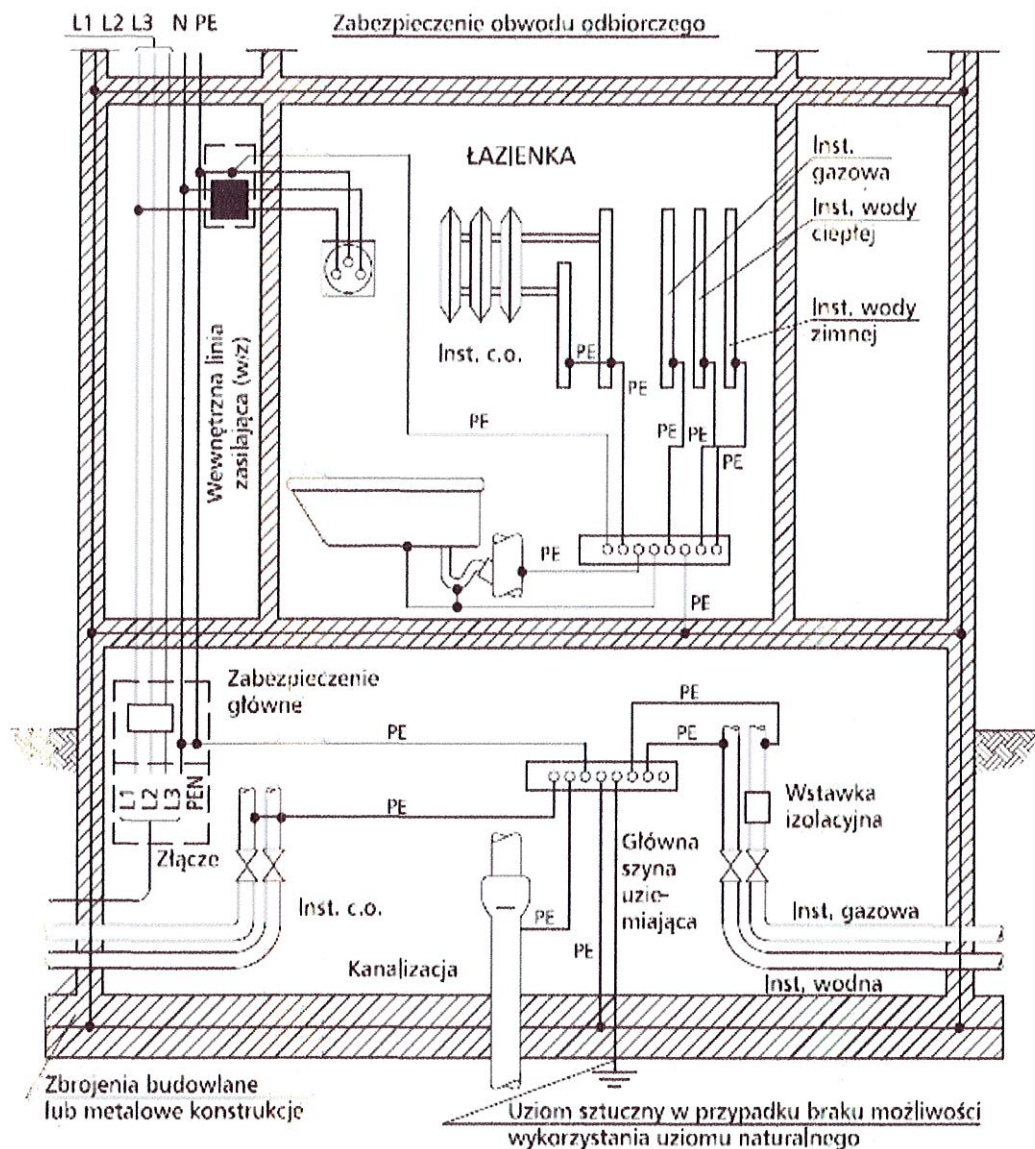 L1 L2 L3 N PE
Zabezpieczenie obwodu odbiorczego
ŁAZIENKA
Inst.
gazowa
Inst. wody
ciepłej
Inst. wody
zimnej
Inst. c.o.
PE
PE
PE
PE
PE
PE
Wewnętrzna linia
zasilająca (wlz)
PE
PE
Zabezpieczenie
główne
PE
PE
PE
L1
L2
L3
PEN
Złącze
PE
Wstawka
izolacyjna
Główna
szyna
uzie-
miająca
Inst. c.o.
PE
PE
Inst. gazowa
Kanalizacja
Inst. wodna
Zbrojenia budowlane
lub metalowe konstrukcje
Uziom sztuczny w przypadku braku możliwości
wykorzystania uziomu naturalnego